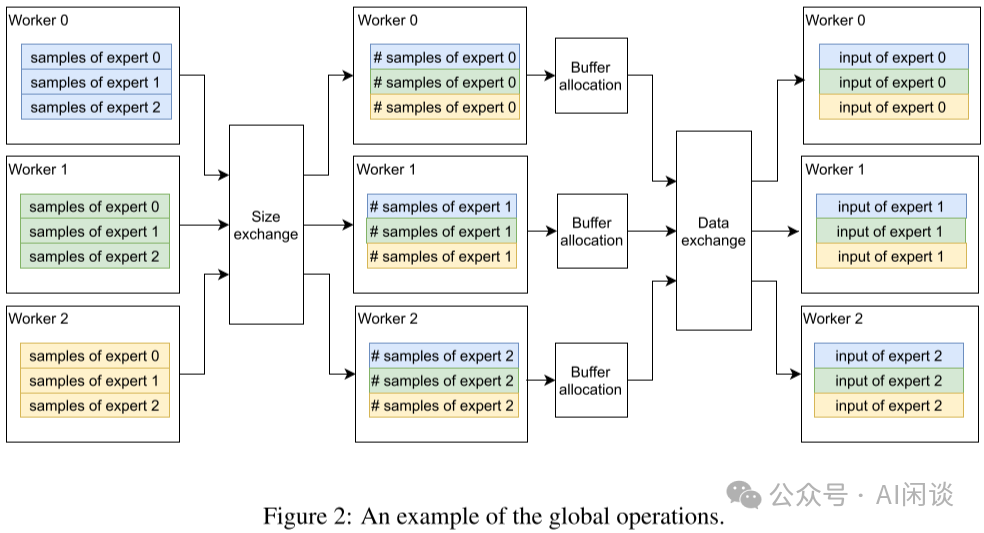 Worker 0
samples of expert 0
samples of expert 1
samples of expert 2
Worker 1
samples of expert 0
samples of expert 1
samples of expert 2
Worker 2
samples of expert 0
samples of expert 1
samples of expert 2
Size
exchange
Worker 0
# samples of expert 0
# samples of expert 0
# samples of expert 0
Worker 1
# samples of expert 1
# samples of expert 1
# samples of expert 1
Worker 2
# samples of expert 2
# samples of expert 2
# samples of expert 2
Buffer
allocation
Buffer
allocation
Buffer
allocation
Data
exchange
Worker 0
input of expert 0
input of expert 0
input of expert 0
Worker 1
input of expert 1
input of expert 1
input of expert 1
Worker 2
input of expert 2
input of expert 2
input of expert 2
公众号 · AI闲谈
Figure 2: An example of the global operations.